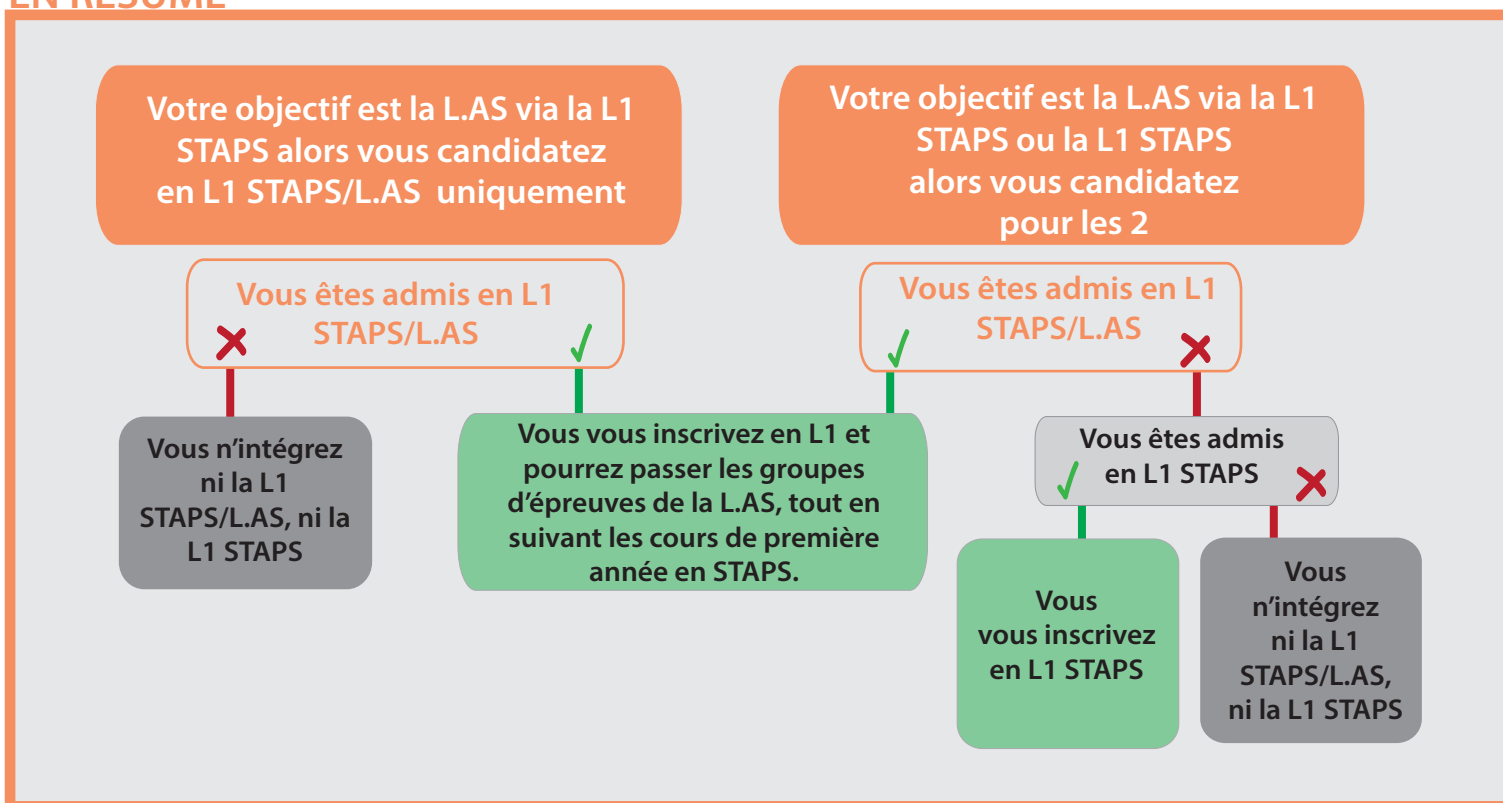 EN RESUME
Votre objectif est la L.AS via la L1
STAPS alors vous candidatez
en L1 STAPS/L.AS uniquement
Votre objectif est la L.AS via la L1
STAPS ou la L1 STAPS
alors vous candidatez
pour les 2
Vous êtes admis en L1
STAPS/L.AS
Vous êtes admis en L1
STAPS/L.AS
Vous n’intégrez
ni la L1
STAPS/L.AS, ni la
L1 STAPS
Vous vous inscrivez en L1 et
pourrez passer les groupes
d’épreuves de la L.AS, tout en
suivant les cours de première
année en STAPS.
Vous êtes admis
en L1 STAPS
Vous
vous inscrivez
en L1 STAPS
Vous
n’intégrez
ni la L1
STAPS/L.AS,
ni la L1 STAPS